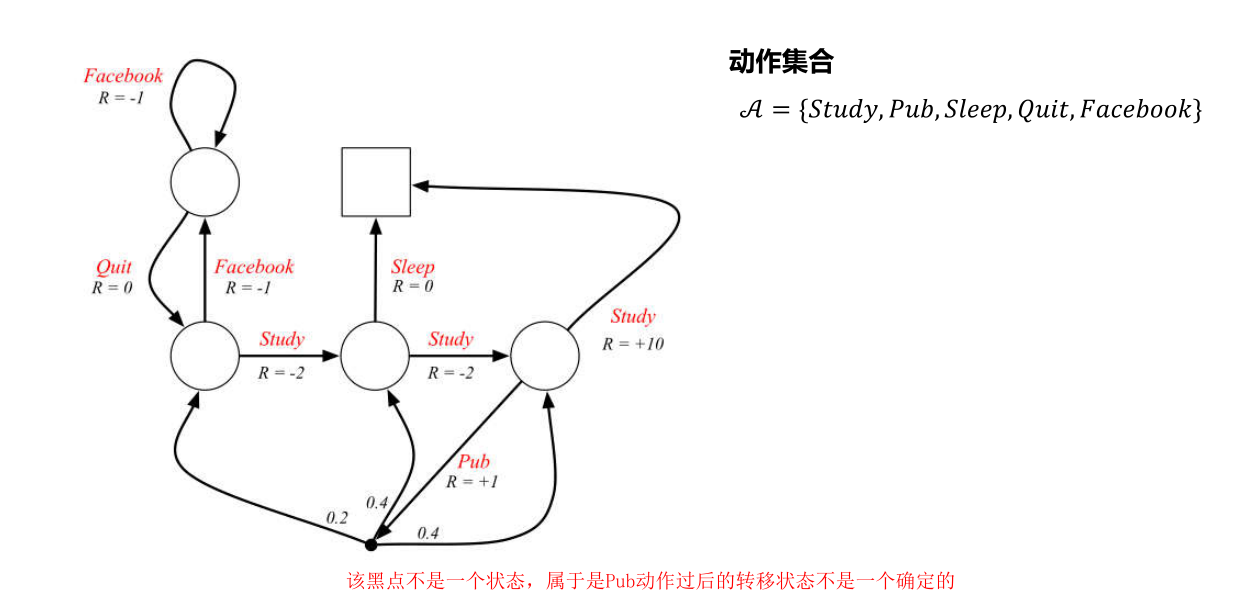 动作集合
𝒜 = {Study, Pub, Sleep, Quit, Facebook}
Facebook
R = -1
Quit
R = 0
Facebook
R = -1
Sleep
R = 0
Study
R = -2
Study
R = -2
Study
R = +10
Pub
R = +1
0.2
0.4
0.4
该黑点不是一个状态，属于是Pub动作过后的转移状态不是一个确定的